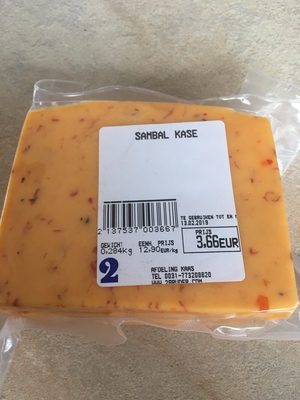 SAMBAL KASE
2 137537 003667
TE GEBRUIKEN TOT EN
13.02.2019
GEWICHT EENH. PRIJS PRIJS
0,284kg 12,90EUR/kg 3,66EUR
2
AFDELING KAAS
TEL 0031-773208820
WWW.2BRUDER.COM